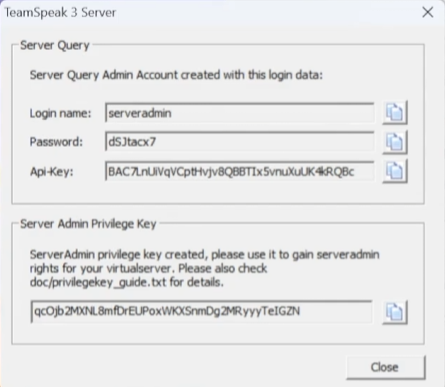 TeamSpeak 3 Server
Server Query
Server Query Admin Account created with this login data:
Login name: serveradmin
Password: dSJtacx7
Api-Key: BAC7LnUiVqVCptHvjv8QBBTIx5vnuXuUK4kRQBc
Server Admin Privilege Key
ServerAdmin privilege key created, please use it to gain serveradmin
rights for your virtualserver. Please also check
doc/privilegekey_guide.txt for details.
qcOjb2MXNL8mfDrEUPoxWKXSnmDg2MRyyyTeIGZN
Close